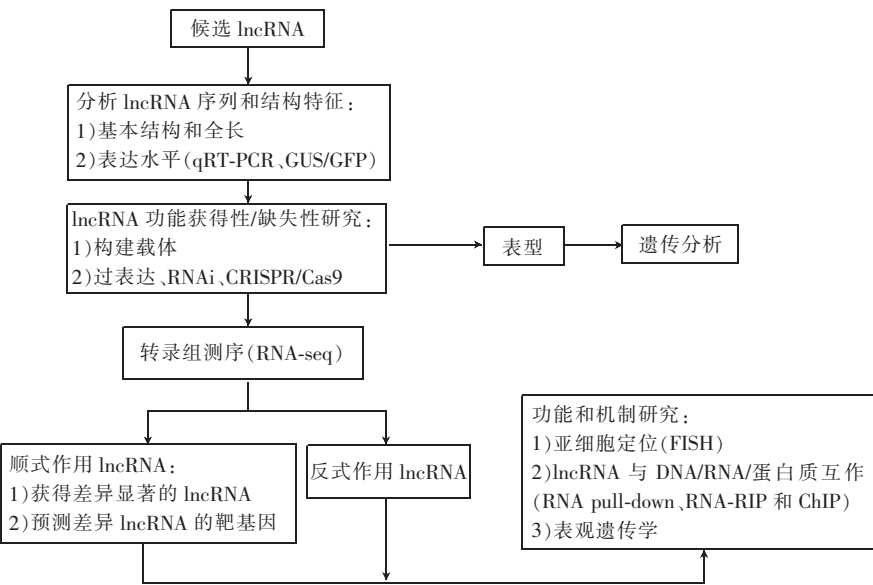 候选 lncRNA
分析 lncRNA 序列和结构特征：
1)基本结构和全长
2)表达水平(qRT-PCR、GUS/GFP)
lncRNA 功能获得性/缺失性研究：
1)构建载体
2)过表达、RNAi、CRISPR/Cas9
表型
遗传分析
转录组测序(RNA-seq)
顺式作用 lncRNA：
1)获得差异显著的 lncRNA
2)预测差异 lncRNA 的靶基因
反式作用 lncRNA
功能和机制研究：
1)亚细胞定位(FISH)
2)lncRNA 与 DNA/RNA/蛋白质互作
(RNA pull-down、RNA-RIP 和 ChIP)
3)表观遗传学